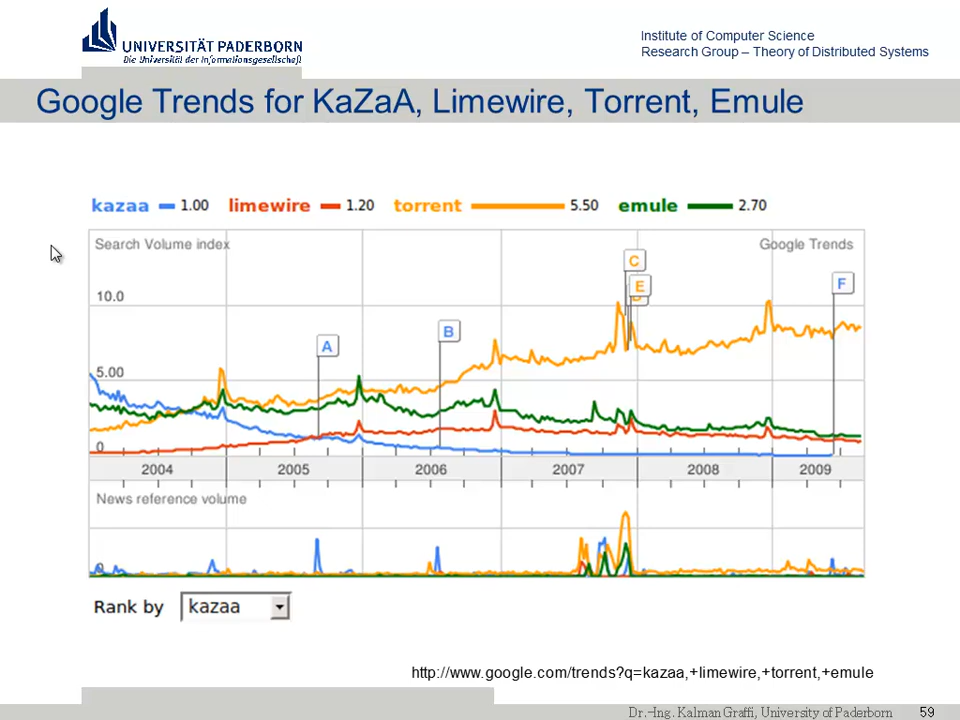 UNIVERSITÄT PADERBORN
Die Universität der Informationsgesellschaft
Institute of Computer Science
Research Group – Theory of Distributed Systems
Google Trends for KaZaA, Limewire, Torrent, Emule
kazaa 1.00 limewire 1.20 torrent 5.50 emule 2.70
Search Volume index Google Trends
C
F
E
D
10.0
B
A
5.00
0
2004 2005 2006 2007 2008 2009
News reference volume
0
Rank by kazaa
http://www.google.com/trends?q=kazaa,+limewire,+torrent,+emule
Dr.-Ing. Kalman Graffi, University of Paderborn 59